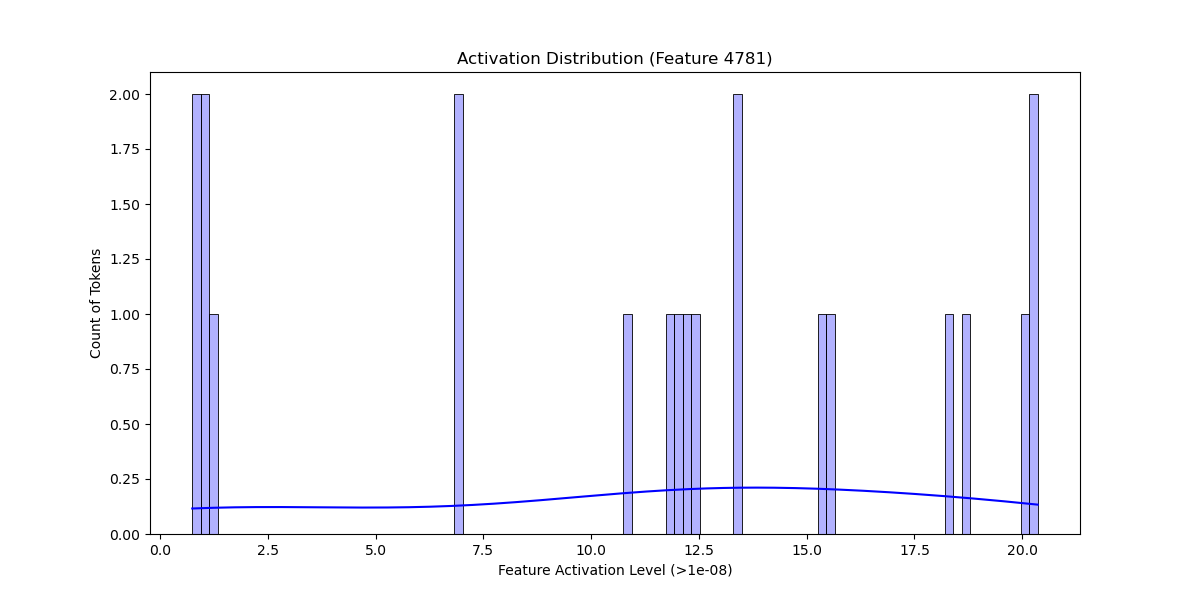 Activation Distribution (Feature 4781)
2.00
1.75
1.50
1.25
1.00
0.75
0.50
0.25
0.00
Count of Tokens
0.0 2.5 5.0 7.5 10.0 12.5 15.0 17.5 20.0
Feature Activation Level (>1e-08)